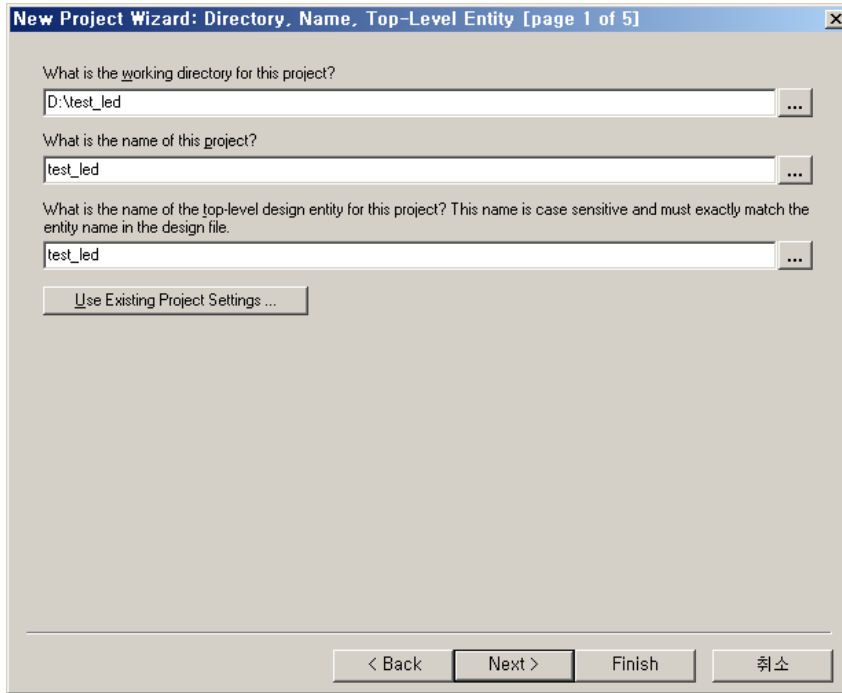 New Project Wizard: Directory, Name, Top-Level Entity [page 1 of 5]
What is the working directory for this project?
D:\test_led
...
What is the name of this project?
test_led
...
What is the name of the top-level design entity for this project? This name is case sensitive and must exactly match the
entity name in the design file.
test_led
...
Use Existing Project Settings ...
< Back
Next >
Finish
취소